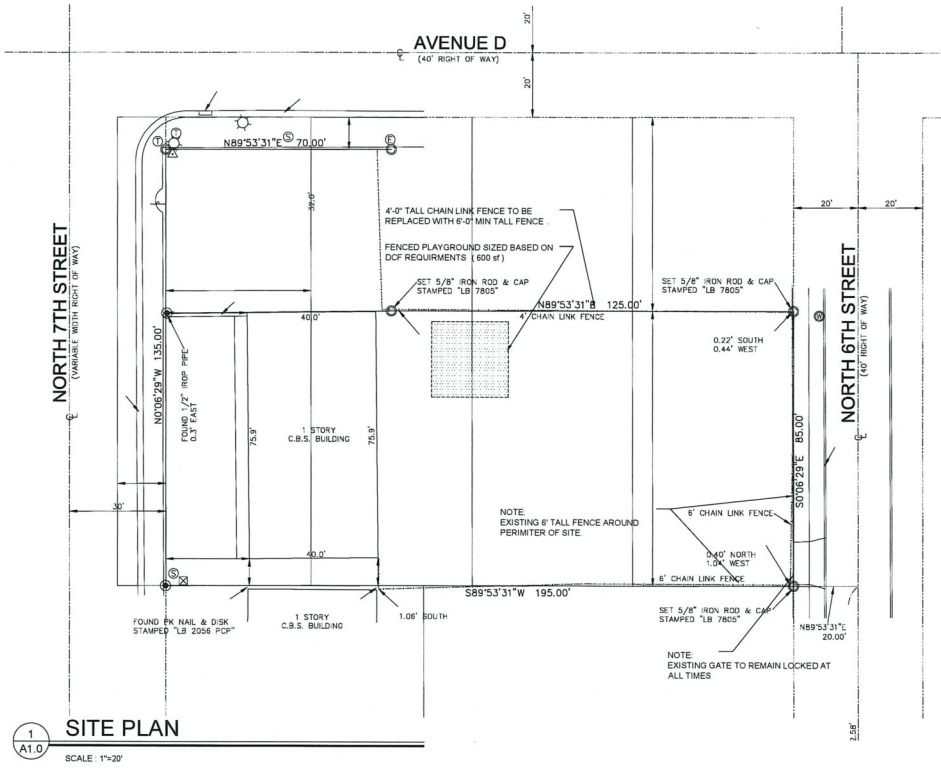 20'
AVENUE D
(40' RIGHT OF WAY)
20'
T
T
S
E
N89°53'31"E 70.00'
32.0'
4'-0" TALL CHAIN LINK FENCE TO BE
REPLACED WITH 6'-0" MIN TALL FENCE .
FENCED PLAYGROUND SIZED BASED ON
DCF REQUIRMENTS ( 600 sf )
20'
20'
NORTH 7TH STREET
(VARIABLE WIDTH RIGHT OF WAY)
SET 5/8" IRON ROD & CAP
STAMPED "LB 7805"
SET 5/8" IRON ROD & CAP
STAMPED "LB 7805"
N89°53'31"E 125.00'
4' CHAIN LINK FENCE
40.0'
W
NORTH 6TH STREET
(40' RIGHT OF WAY)
0.22' SOUTH
0.44' WEST
N0°06'29"W 135.00'
FOUND 1/2" IROP PIPE
0.3' EAST
75.9'
1 STORY
C.B.S. BUILDING
75.9'
S0°06'29"E 85.00'
30'
NOTE:
EXISTING 6' TALL FENCE AROUND
PERIMITER OF SITE.
6' CHAIN LINK FENCE
40.0'
0.40' NORTH
1.04' WEST
S
6' CHAIN LINK FENCE
S89°53'31"W 195.00'
FOUND PK NAIL & DISK
STAMPED "LB 2056 PCP"
1 STORY
C.B.S. BUILDING
1.06' SOUTH
SET 5/8" IRON ROD & CAP
STAMPED "LB 7805"
N89°53'31"E
20.00'
NOTE:
EXISTING GATE TO REMAIN LOCKED AT
ALL TIMES
2.58'
1
A1.0
SITE PLAN
SCALE : 1"=20'